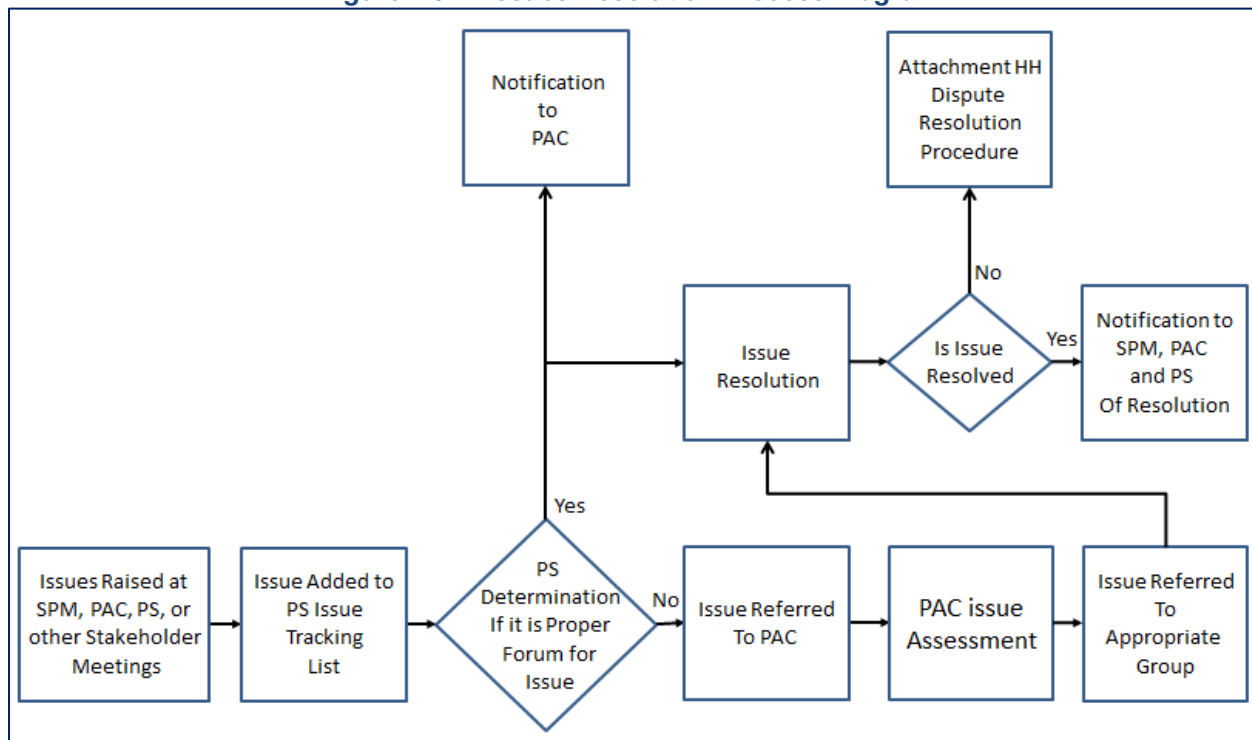 Notification
to
PAC
Attachment HH
Dispute
Resolution
Procedure
No
Issue
Resolution
Is Issue
Resolved
Yes
Notification to
SPM, PAC
and PS
Of Resolution
Yes
Issues Raised at
SPM, PAC, PS, or
other Stakeholder
Meetings
Issue Added to
PS Issue
Tracking
List
PS
Determination
If it is Proper
Forum for
Issue
No
Issue Referred
To PAC
PAC issue
Assessment
Issue Referred
To
Appropriate
Group